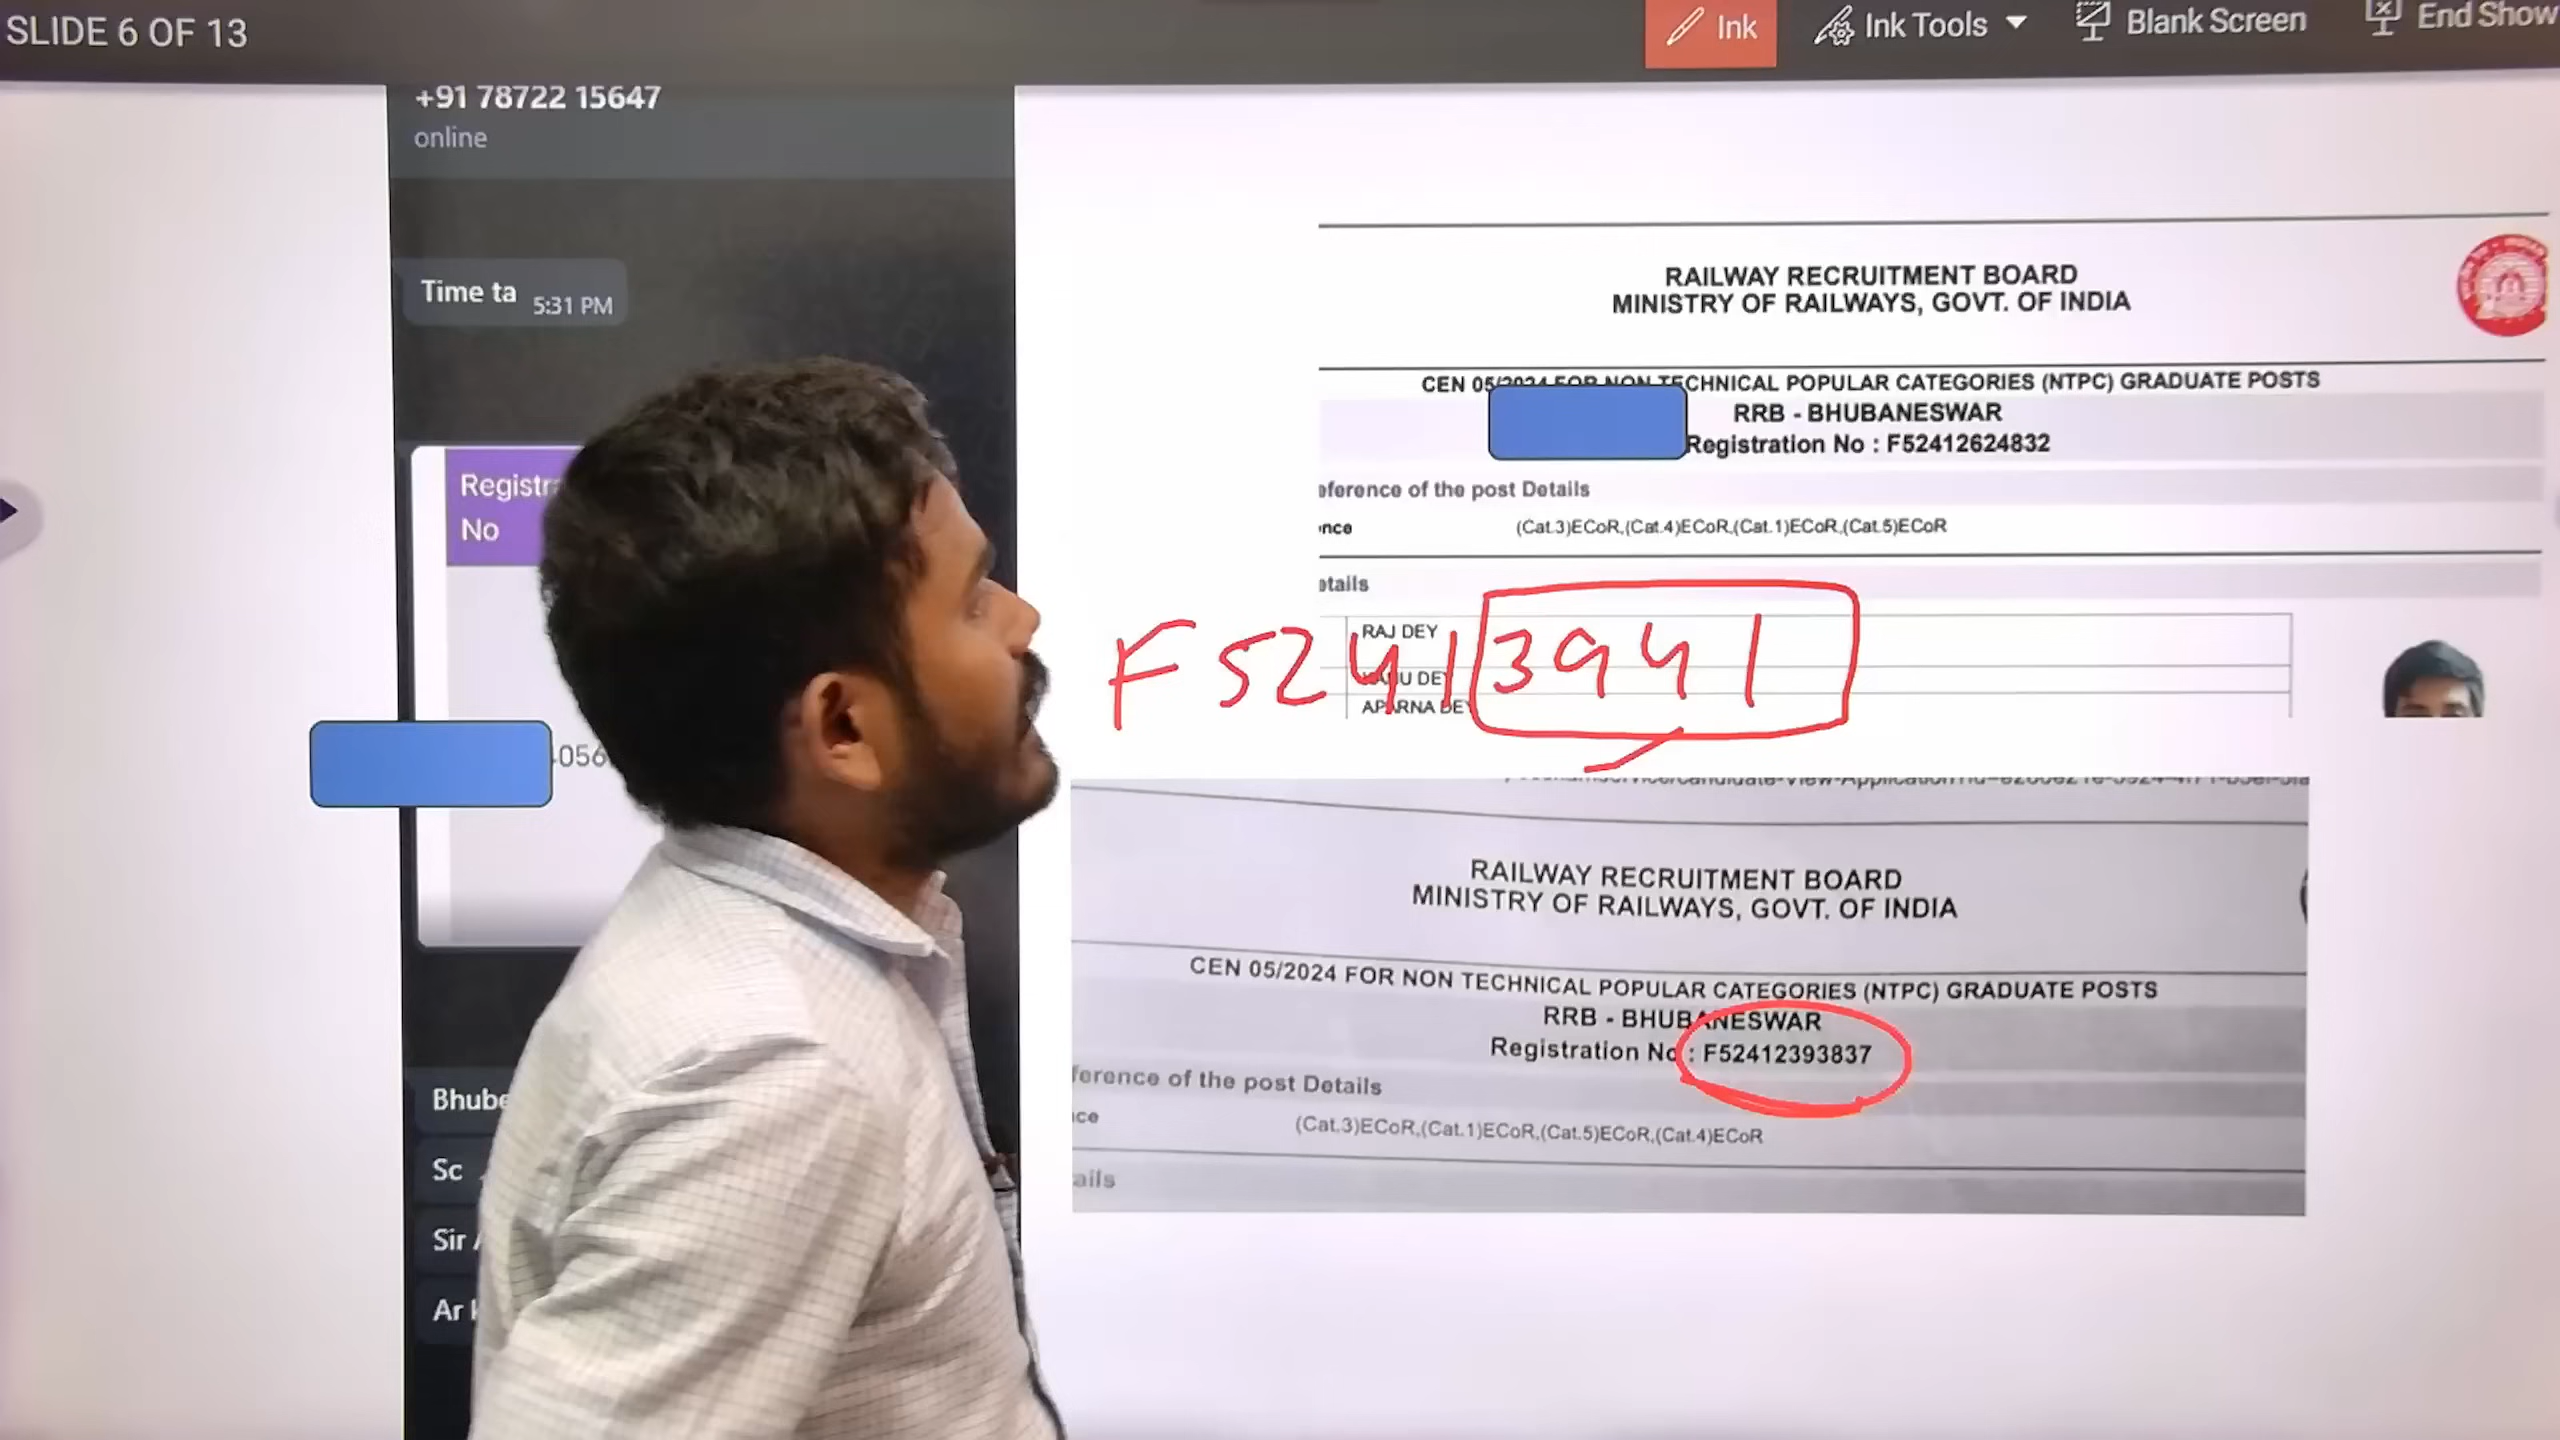 SLIDE 6 OF 13
Ink
Ink Tools
Blank Screen
End Show
+91 78722 15647
online
Time ta 5:31 PM
Registr
No
056
Bhube
Sc
Sir
Ar
RAILWAY RECRUITMENT BOARD
MINISTRY OF RAILWAYS, GOVT. OF INDIA
CEN 05/2024 FOR NON TECHNICAL POPULAR CATEGORIES (NTPC) GRADUATE POSTS
RRB - BHUBANESWAR
Registration No : F52412624832
eference of the post Details
nce (Cat.3)ECoR,(Cat.4)ECoR,(Cat.1)ECoR,(Cat.5)ECoR
etails
RAJ DEY
DEY
APARNA DEY
F5241 3941
RAILWAY RECRUITMENT BOARD
MINISTRY OF RAILWAYS, GOVT. OF INDIA
CEN 05/2024 FOR NON TECHNICAL POPULAR CATEGORIES (NTPC) GRADUATE POSTS
RRB - BHUBANESWAR
Registration No : F52412393837
ference of the post Details
ice (Cat.3)ECoR,(Cat.1)ECoR,(Cat.5)ECoR,(Cat.4)ECoR
ails